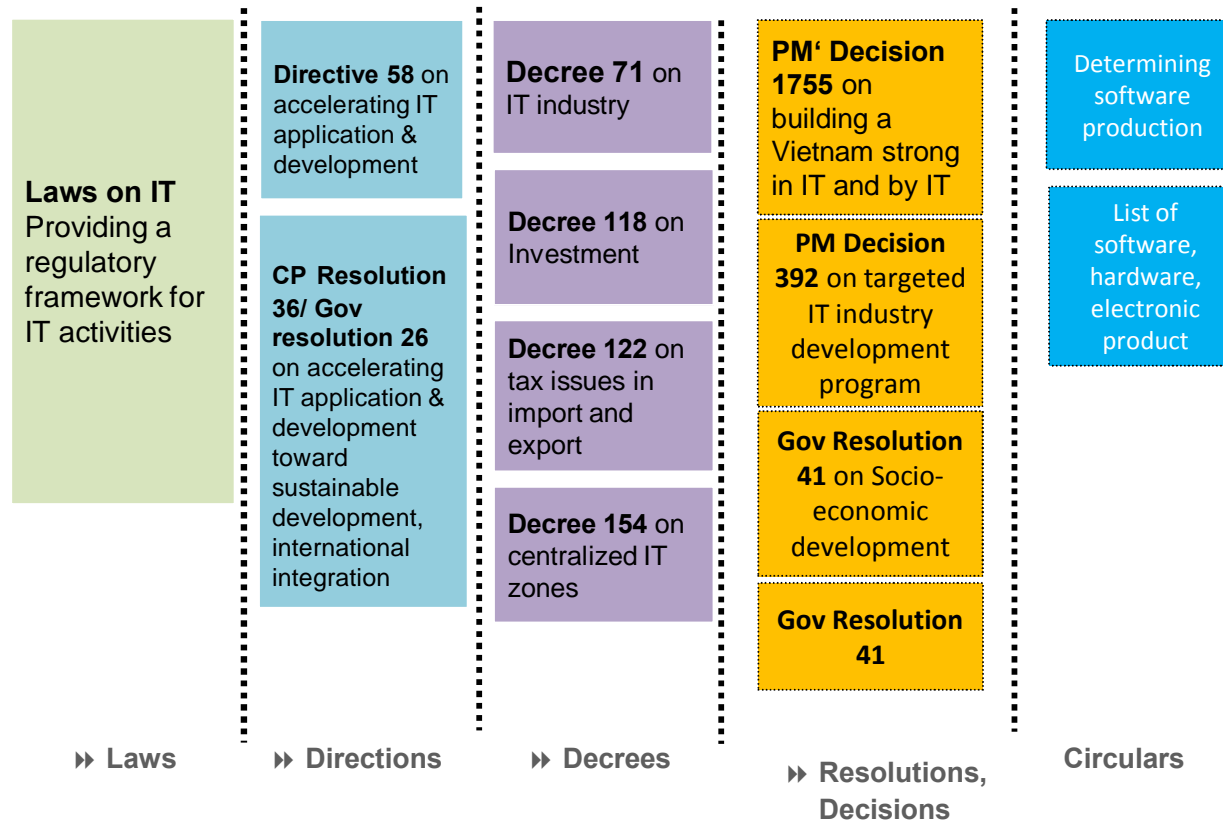 Laws on IT
Providing a
regulatory
framework for
IT activities
Directive 58 on
accelerating IT
application &
development
CP Resolution
36/ Gov
resolution 26
on accelerating
IT application &
development
toward
sustainable
development,
international
integration
Decree 71 on
IT industry
Decree 118 on
Investment
Decree 122 on
tax issues in
import and
export
Decree 154 on
centralized IT
zones
PM‘ Decision
1755 on
building a
Vietnam strong
in IT and by IT
PM Decision
392 on targeted
IT industry
development
program
Gov Resolution
41 on Socio-
economic
development
Gov Resolution
41
Determining
software
production
List of
software,
hardware,
electronic
product
Laws
Directions
Decrees
Resolutions,
Decisions
Circulars